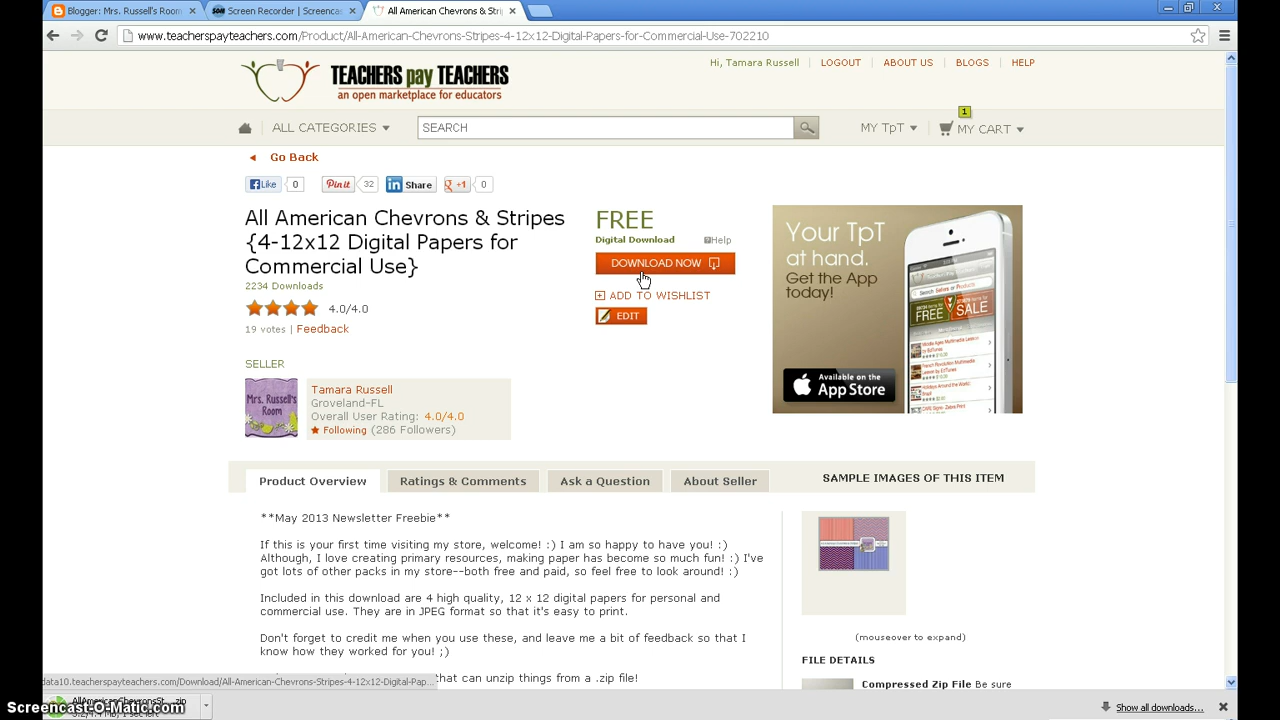 Blogger: Mrs. Russell's Room
Screen Recorder | Screencas
All American Chevrons & Stri
www.teacherspayteachers.com/Product/All-American-Chevrons-Stripes-4-12x12-Digital-Papers-for-Commercial-Use-702210
Hi, Tamara Russell LOGOUT ABOUT US BLOGS HELP
TEACHERS pay TEACHERS
an open marketplace for educators
1
ALL CATEGORIES SEARCH MY TpT MY CART
Go Back
Like 0 Pin it 32 in Share +1 0
All American Chevrons & Stripes
{4-12x12 Digital Papers for
Commercial Use}
2234 Downloads
4.0/4.0
19 votes | Feedback
FREE
Digital Download ?Help
DOWNLOAD NOW
ADD TO WISHLIST
EDIT
Your TpT
at hand.
Get the App
today!
Available on the
App Store
FREE SALE
SELLER
Mrs. Russell's
Room
Tamara Russell
Groveland-FL
Overall User Rating: 4.0/4.0
Following (286 Followers)
Product Overview Ratings & Comments Ask a Question About Seller SAMPLE IMAGES OF THIS ITEM
**May 2013 Newsletter Freebie**
If this is your first time visiting my store, welcome! :) I am so happy to have you! :)
Although, I love creating primary resources, making paper has become so much fun! :) I've
got lots of other packs in my store--both free and paid, so feel free to look around! :)
Included in this download are 4 high quality, 12 x 12 digital papers for personal and
commercial use. They are in JPEG format so that it's easy to print.
Don't forget to credit me when you use these, and leave me a bit of feedback so that I
know how they worked for you! ;)
that can unzip things from a .zip file!
(mouseover to expand)
FILE DETAILS
Compressed Zip File Be sure
data10.teacherspayteachers.com/Download/All-American-Chevrons-Stripes-4-12x12-Digital-Pap...
Screencast-O-Matic.com
Show all downloads...